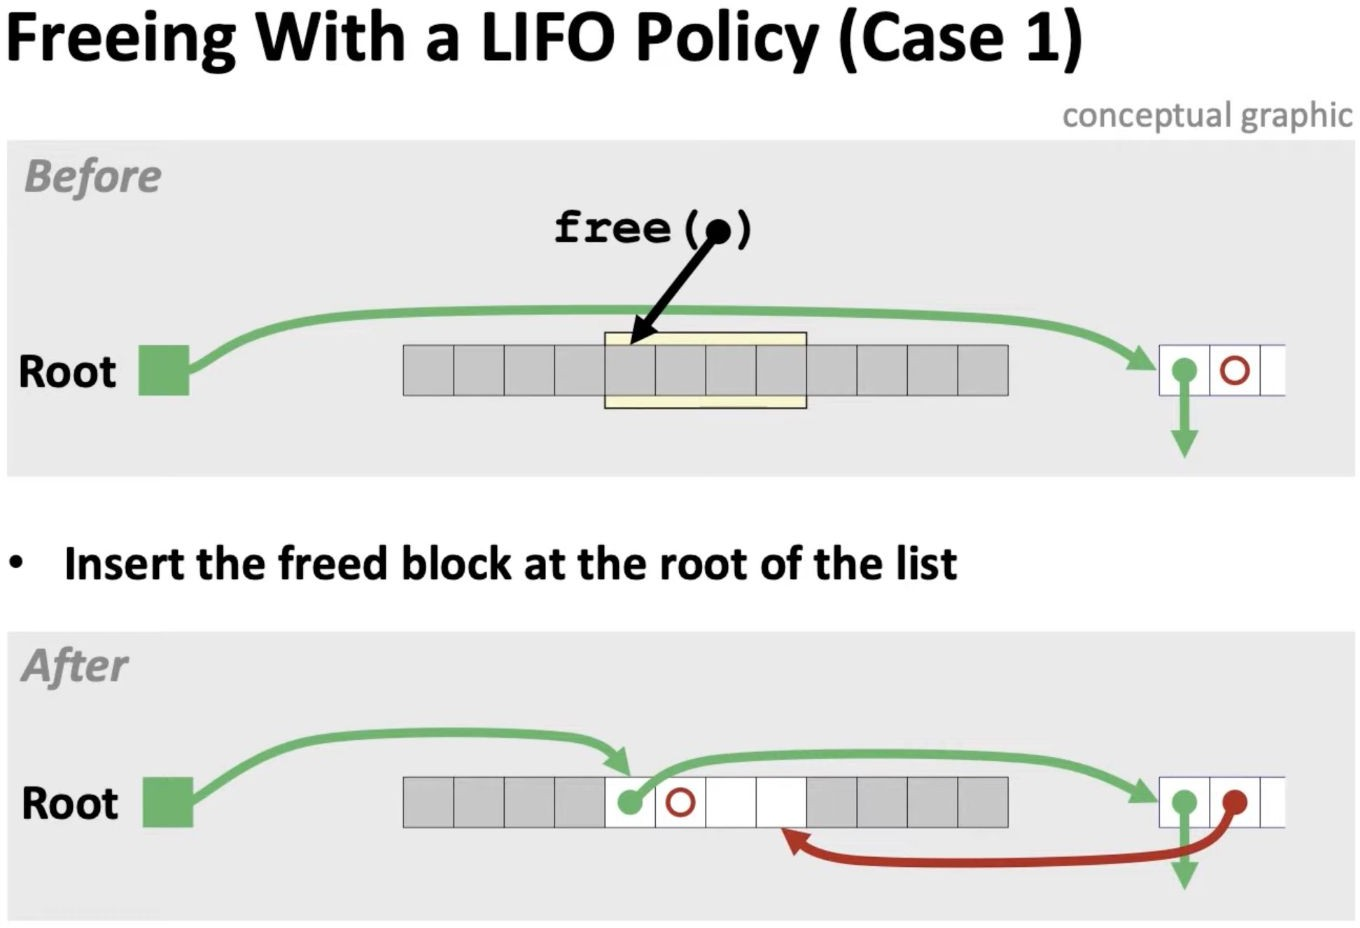 Freeing With a LIFO Policy (Case 1)
conceptual graphic
Before
free(●)
Root
• Insert the freed block at the root of the list
After
Root